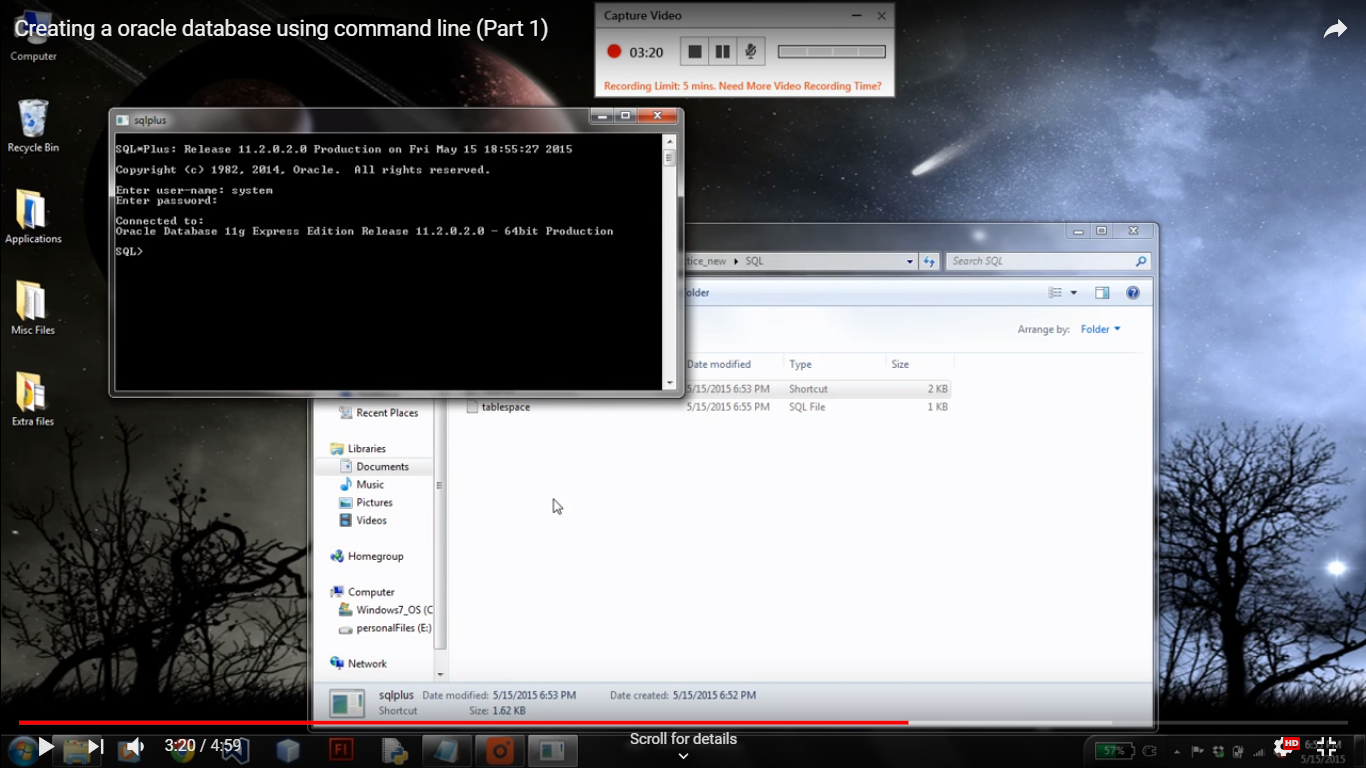 Creating a oracle database using command line (Part 1)
Capture Video
03:20
Recording Limit: 5 mins. Need More Video Recording Time?
Computer
Recycle Bin
Applications
Misc Files
Extra files
sqlplus
SQL*Plus: Release 11.2.0.2.0 Production on Fri May 15 18:55:27 2015
Copyright (c) 1982, 2014, Oracle.  All rights reserved.
Enter user-name: system
Enter password:
Connected to:
Oracle Database 11g Express Edition Release 11.2.0.2.0 - 64bit Production
SQL>
tice_new SQL
Search SQL
older
Arrange by: Folder
Date modified Type Size
5/15/2015 6:53 PM Shortcut 2 KB
tablespace 5/15/2015 6:55 PM SQL File 1 KB
Recent Places
Libraries
Documents
Music
Pictures
Videos
Homegroup
Computer
Windows7_OS (C
personalFiles (E:)
Network
sqlplus Date modified: 5/15/2015 6:53 PM Date created: 5/15/2015 6:52 PM
Shortcut Size: 1.62 KB
3:20 / 4:59
Scroll for details
FI
57%
HD
5/15/2015